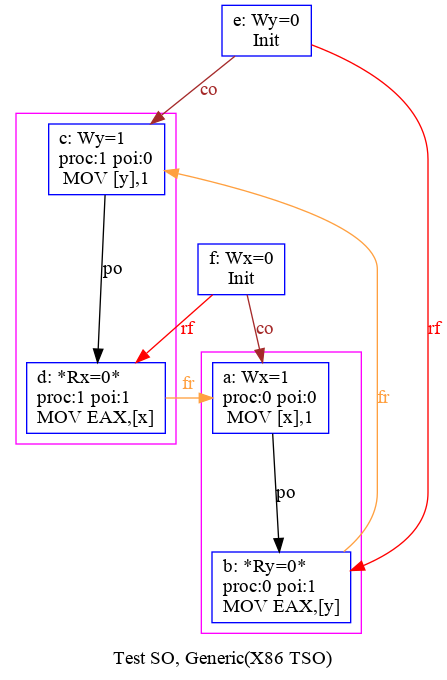 e: Wy=0
Init
co
c: Wy=1
proc:1 poi:0
MOV [y],1
po
f: Wx=0
Init
rf
co
rf
d: *Rx=0*
proc:1 poi:1
MOV EAX,[x]
fr
a: Wx=1
proc:0 poi:0
MOV [x],1
fr
po
b: *Ry=0*
proc:0 poi:1
MOV EAX,[y]
Test SO, Generic(X86 TSO)